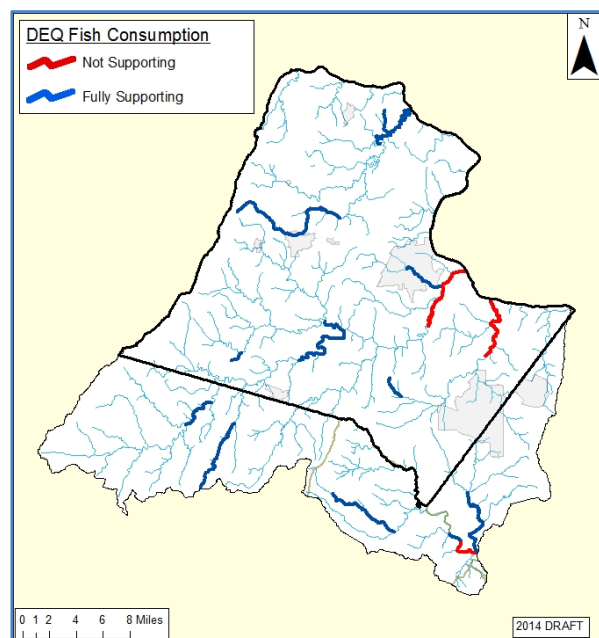 DEQ Fish Consumption
Not Supporting
Fully Supporting
N
0 1 2 4 6 8 Miles
2014 DRAFT